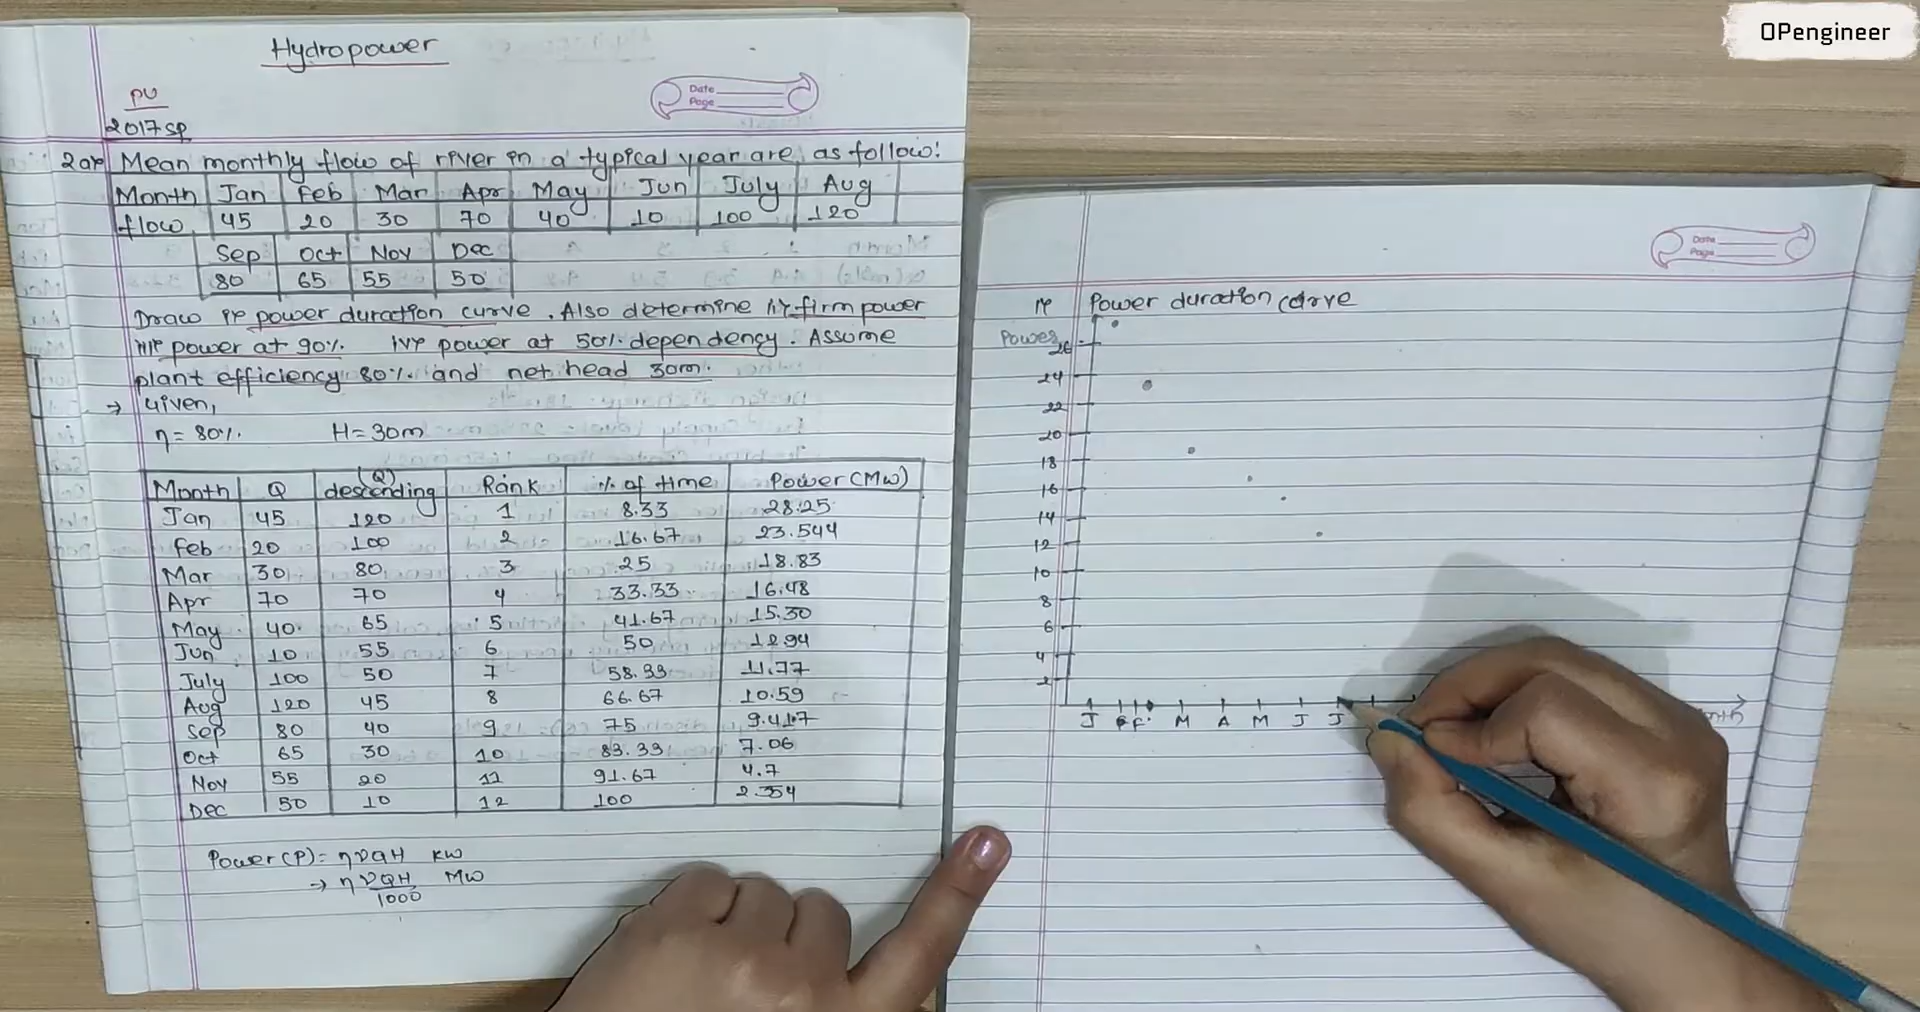 OPengineer
Hydropower
PU
2017 sp
Date
Page
2 a) Mean monthly flow of river in a typical year are as follow:
Month Jan Feb Mar Apr May Jun July Aug
flow 45 20 30 70 40 10 100 120
Sep Oct Nov Dec
80 65 55 50
Draw i) power duration curve. Also determine ii) firm power
iii) power at 90% iv) power at 50% dependency. Assume
plant efficiency 80% and net head 30m.
→ Given,
η = 80% H = 30m
Month Q (Q) descending Rank % of time Power (MW)
Jan 45 120 1 8.33 28.25
Feb 20 100 2 16.67 23.544
Mar 30 80 3 25 18.83
Apr 70 70 4 33.33 16.48
May 40 65 5 41.67 15.30
Jun 10 55 6 50 12.94
July 100 50 7 58.33 11.77
Aug 120 45 8 66.67 10.59
Sep 80 40 9 75 9.417
Oct 65 30 10 83.33 7.06
Nov 55 20 11 91.67 4.7
Dec 50 10 12 100 2.354
Power (P) = ηγQH KW
→ ηγQH MW
1000
Date
Page
i) Power duration curve
Power
26
24
22
20
18
16
14
12
10
8
6
4
2
J F M A M J J